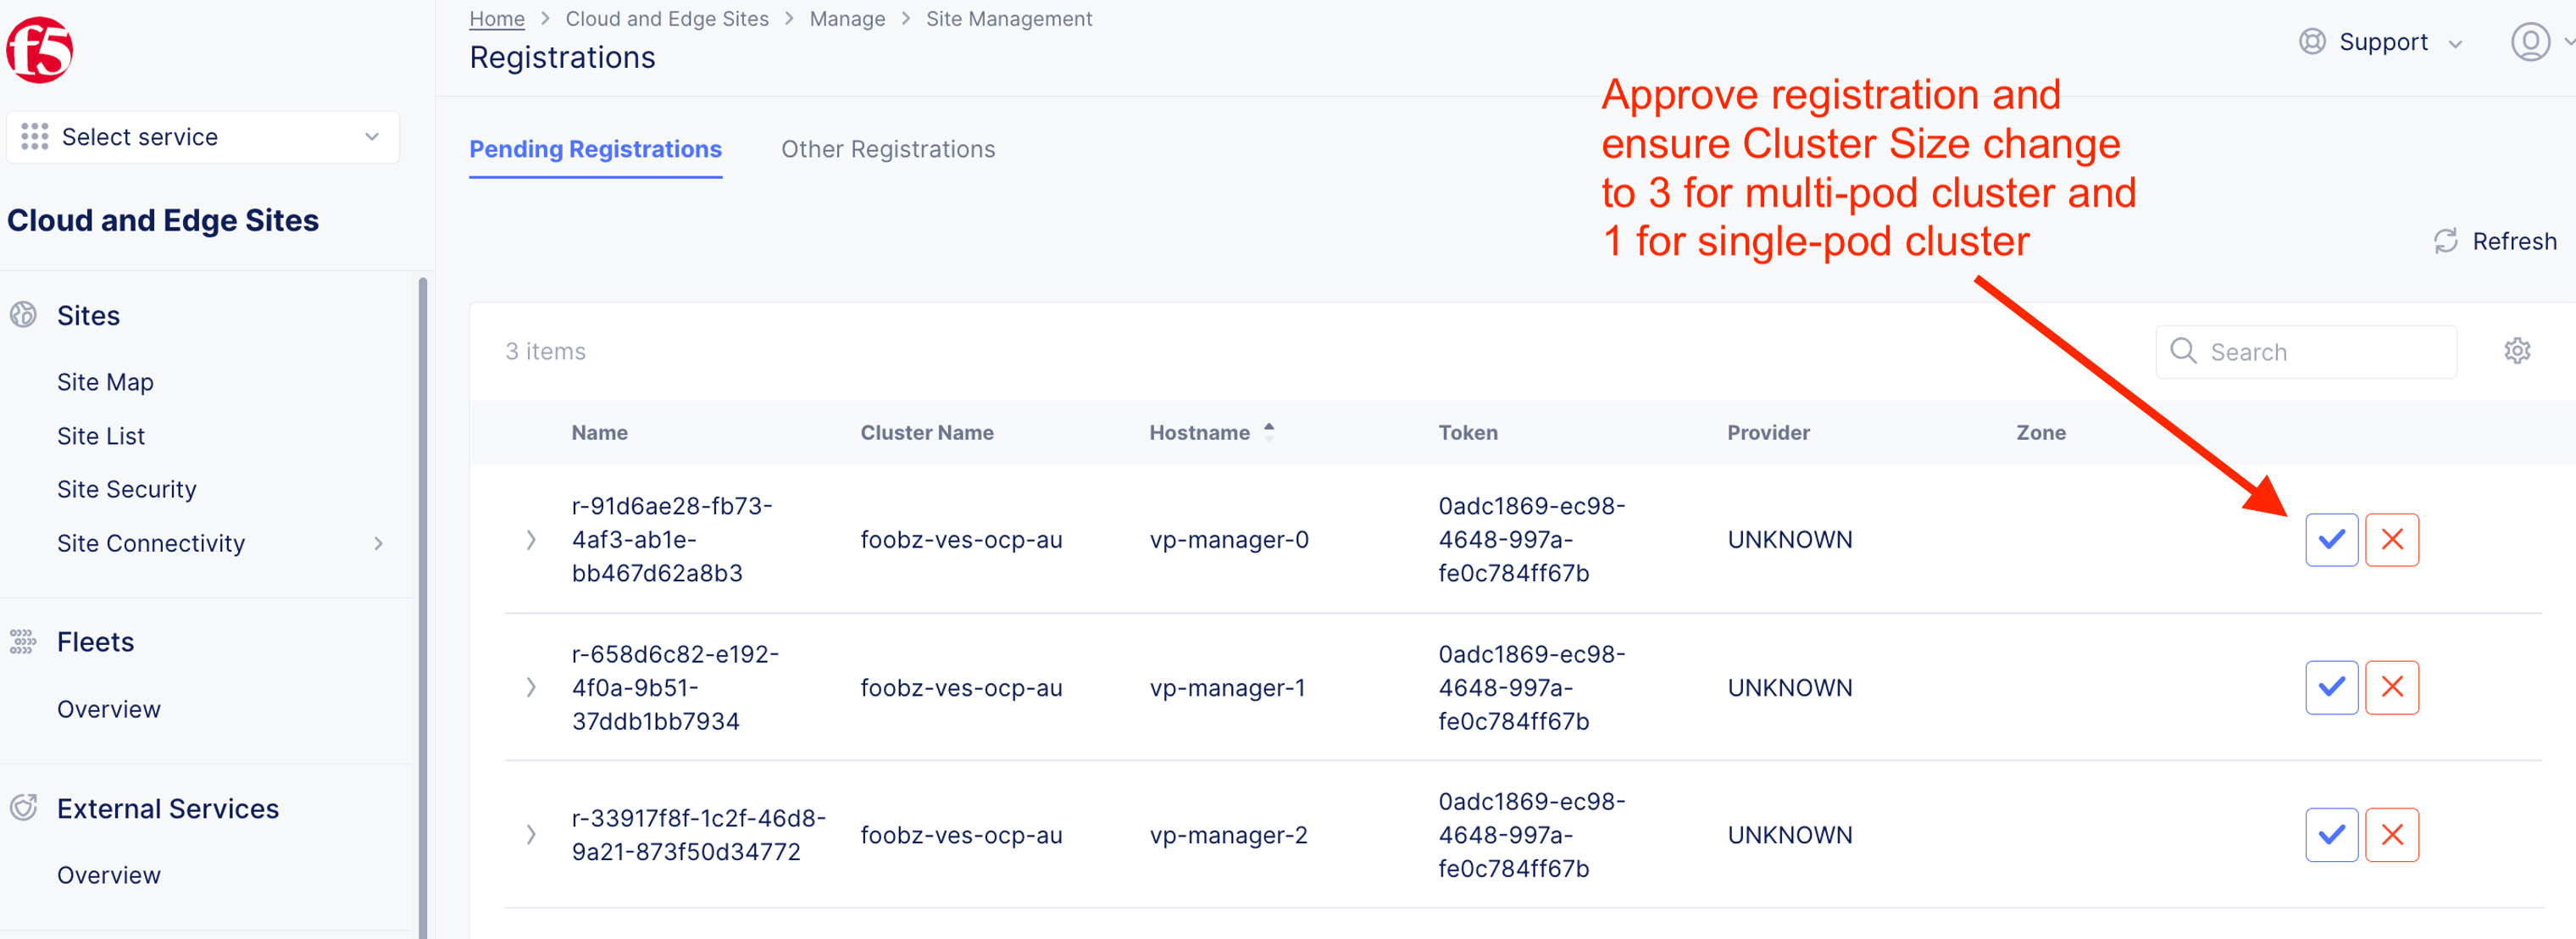 f5
Select service
Cloud and Edge Sites
Sites
Site Map
Site List
Site Security
Site Connectivity
Fleets
Overview
External Services
Overview
Home > Cloud and Edge Sites > Manage > Site Management
Registrations
Support
Pending Registrations Other Registrations
Approve registration and
ensure Cluster Size change
to 3 for multi-pod cluster and
1 for single-pod cluster
Refresh
3 items
Search
Name Cluster Name Hostname Token Provider Zone
r-91d6ae28-fb73-
4af3-ab1e-
bb467d62a8b3
foobz-ves-ocp-au
vp-manager-0
0adc1869-ec98-
4648-997a-
fe0c784ff67b
UNKNOWN
r-658d6c82-e192-
4f0a-9b51-
37ddb1bb7934
foobz-ves-ocp-au
vp-manager-1
0adc1869-ec98-
4648-997a-
fe0c784ff67b
UNKNOWN
r-33917f8f-1c2f-46d8-
9a21-873f50d34772
foobz-ves-ocp-au
vp-manager-2
0adc1869-ec98-
4648-997a-
fe0c784ff67b
UNKNOWN